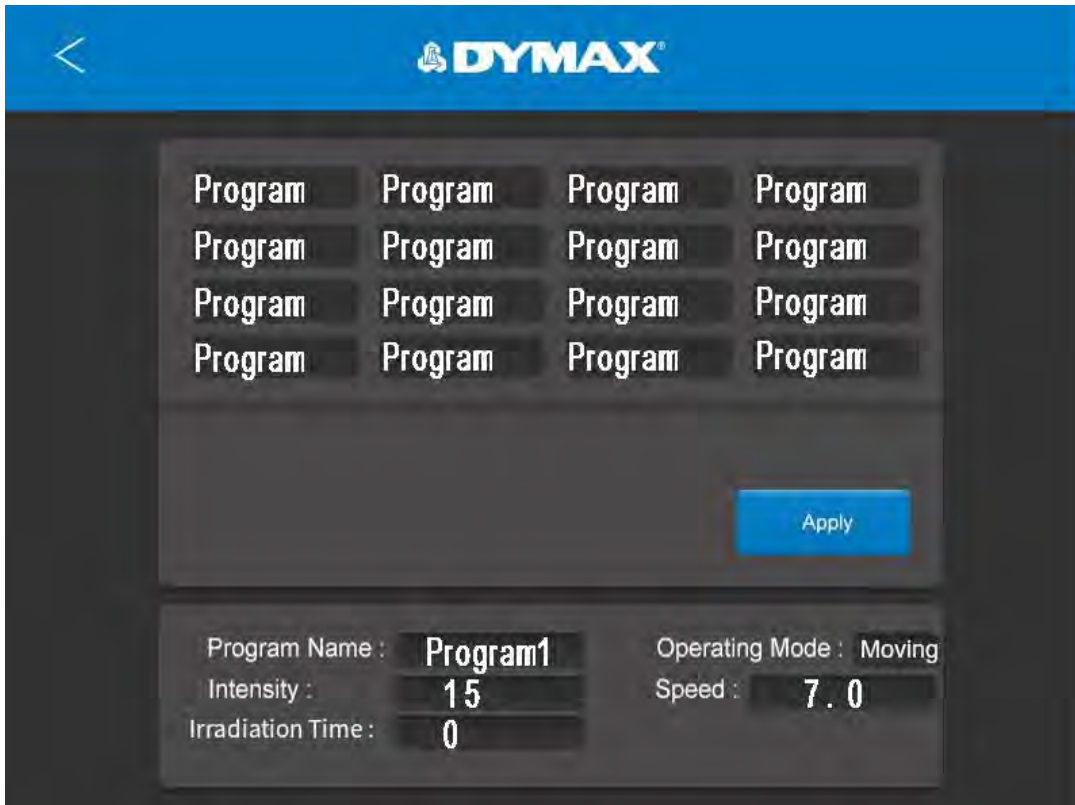 DYMAX®
Program Program Program Program
Program Program Program Program
Program Program Program Program
Program Program Program Program
Apply
Program Name : Program1 Operating Mode : Moving
Intensity : 15 Speed : 7.0
Irradiation Time : 0